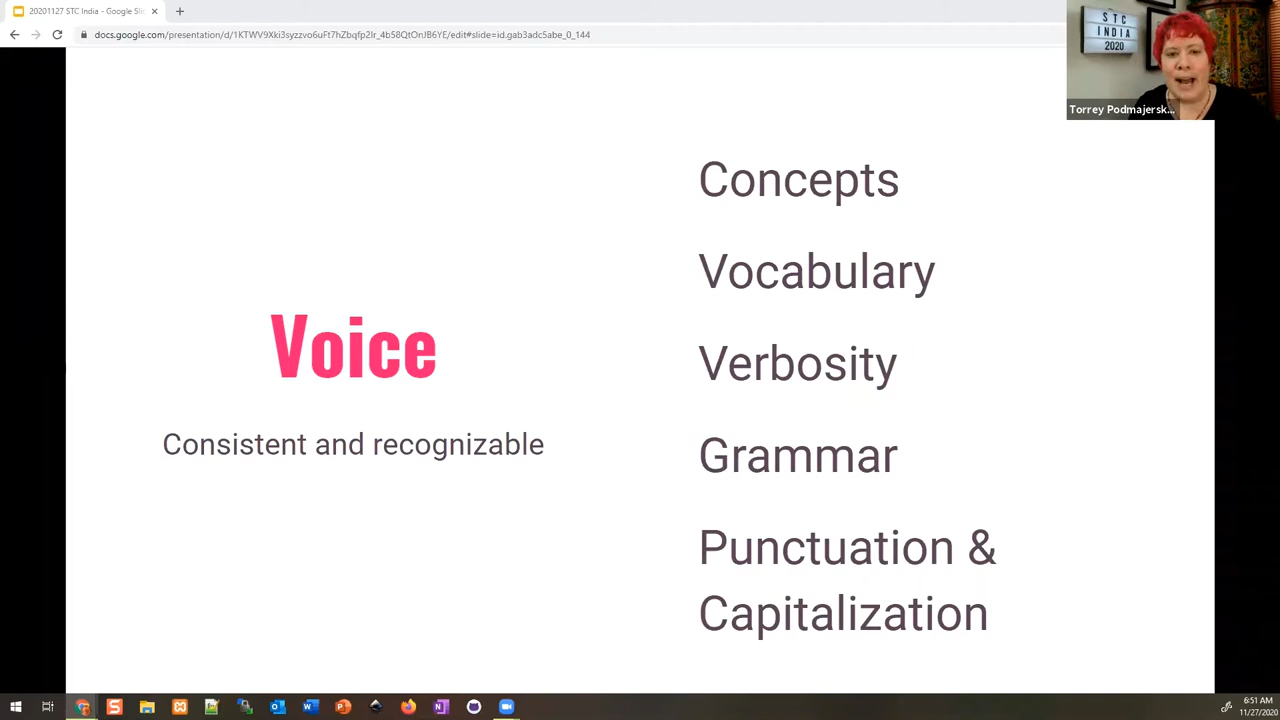 20201127 STC India - Google Sli
docs.google.com/presentation/d/1KTWV9Xki3syzzvo6uFt7hZbqfp2lr_4b58QtOnJB6YE/edit#slide=id.gab3adc5abe_0_144
STC
INDIA
2020
Torrey Podmajersk...
Concepts
Vocabulary
Voice
Verbosity
Consistent and recognizable
Grammar
Punctuation &
Capitalization
6:51 AM
11/27/2020